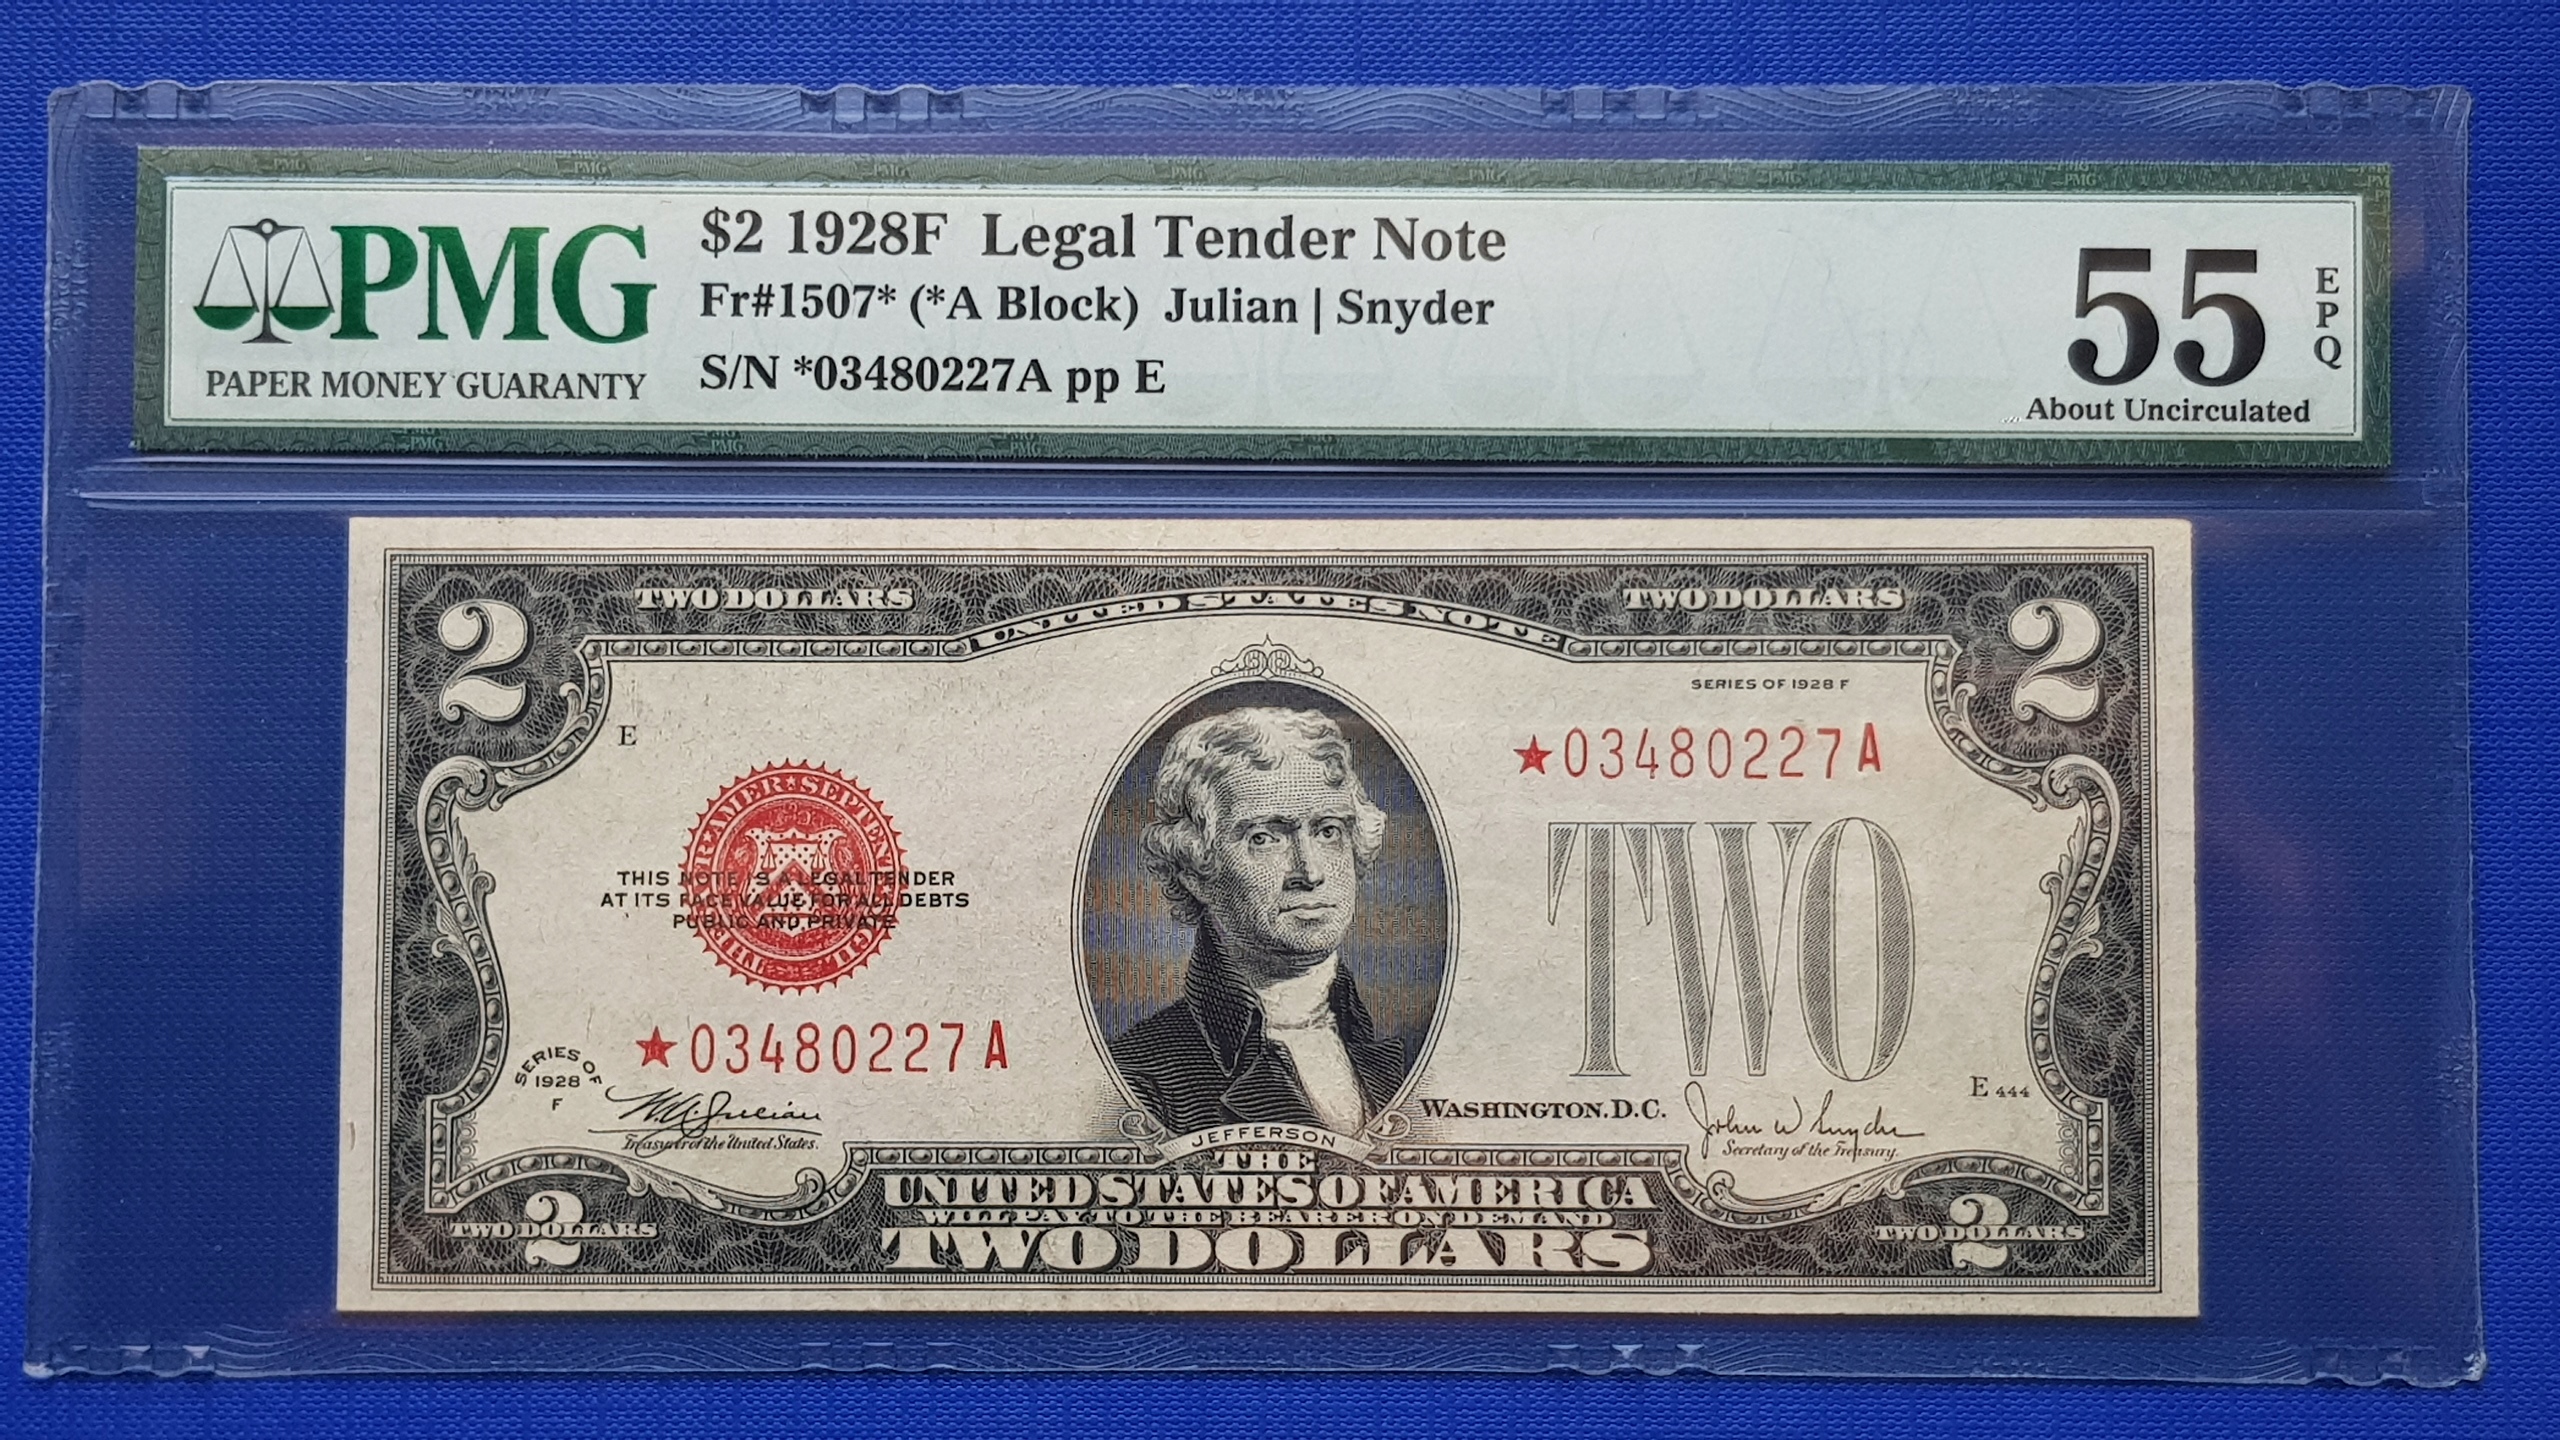 PMG
PAPER MONEY GUARANTY
$2 1928F Legal Tender Note
Fr#1507* (*A Block) Julian | Snyder
S/N *03480227A pp E
55
EPQ
About Uncirculated
2
TWO DOLLARS
UNITED STATES NOTE
TWO DOLLARS
2
SERIES OF 1928 F
E
★03480227A
THIS NOTE IS A LEGAL TENDER
AT ITS FACE VALUE FOR ALL DEBTS
PUBLIC AND PRIVATE
TWO
★03480227A
SERIES OF
1928
F
W.A. Julian
Treasurer of the United States.
JEFFERSON
WASHINGTON, D.C.
E 444
John W Snyder
Secretary of the Treasury.
THE
UNITED STATES OF AMERICA
WILL PAY TO THE BEARER ON DEMAND
TWO DOLLARS
2
TWO DOLLARS
2
TWO DOLLARS